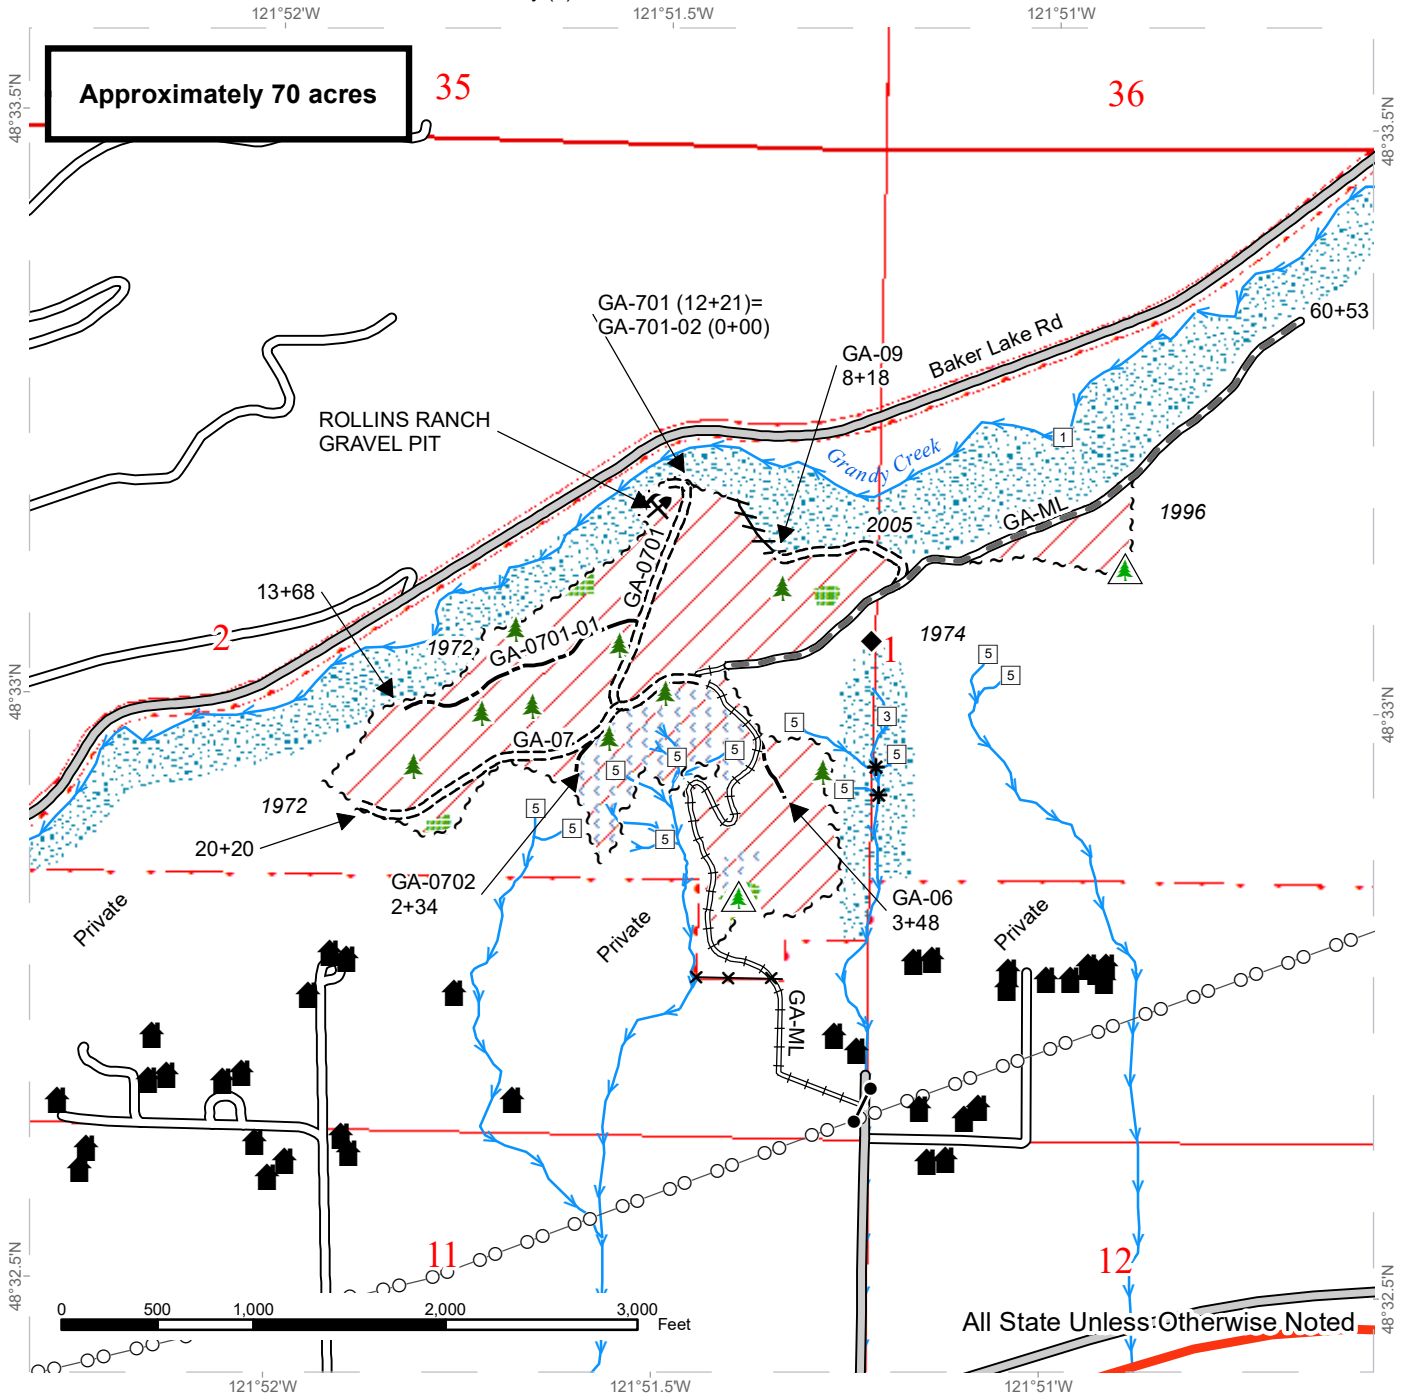 121°52'W
121°51.5'W
121°51'W
48°33.5'N
48°33.5'N
Approximately 70 acres
35
36
GA-701 (12+21)=
GA-701-02 (0+00)
60+53
Baker Lake Rd
GA-09
8+18
ROLLINS RANCH
GRAVEL PIT
1
Grandy Creek
GA-ML
1996
2005
GA-0701
13+68
2
1972
GA-0701-01
1
1974
5
5
48°33'N
48°33'N
GA-07
5
3
5
5
5
5
5
1972
5
5
5
20+20
GA-0702
2+34
GA-06
3+48
Private
Private
Private
GA-ML
11
12
48°32.5'N
48°32.5'N
0
500
1,000
2,000
3,000
Feet
All State Unless Otherwise Noted
121°52'W
121°51.5'W
121°51'W